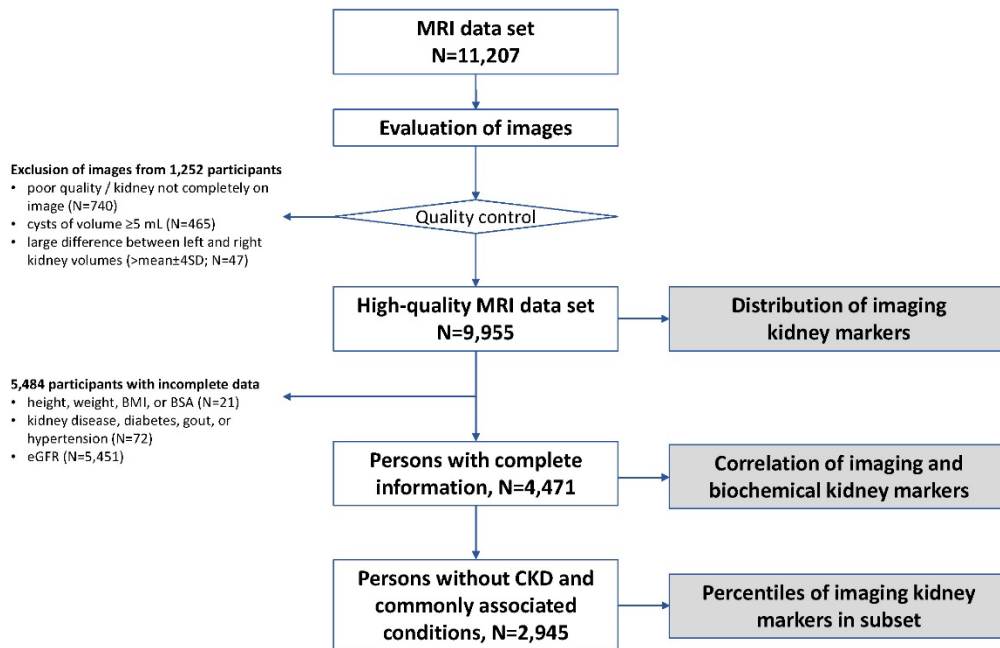 MRI data set
N=11,207
Evaluation of images
Exclusion of images from 1,252 participants
• poor quality / kidney not completely on
image (N=740)
• cysts of volume ≥5 mL (N=465)
• large difference between left and right
kidney volumes (>mean±4SD; N=47)
Quality control
High-quality MRI data set
N=9,955
Distribution of imaging
kidney markers
5,484 participants with incomplete data
• height, weight, BMI, or BSA (N=21)
• kidney disease, diabetes, gout, or
hypertension (N=72)
• eGFR (N=5,451)
Persons with complete
information, N=4,471
Correlation of imaging and
biochemical kidney markers
Persons without CKD and
commonly associated
conditions, N=2,945
Percentiles of imaging kidney
markers in subset